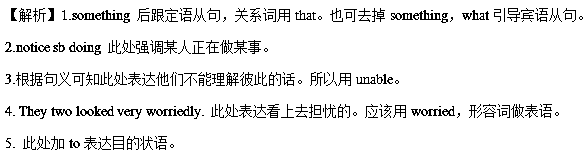 【解析】1.something 后跟定语从句，关系词用 that。也可去掉 something，what 引导宾语从句。
2.notice sb doing 此处强调某人正在做某事。
3.根据句义可知此处表达他们不能理解彼此的话。所以用 unable。
4. They two looked very worriedly. 此处表达看上去担忧的。应该用 worried，形容词做表语。
5. 此处加 to 表达目的状语。